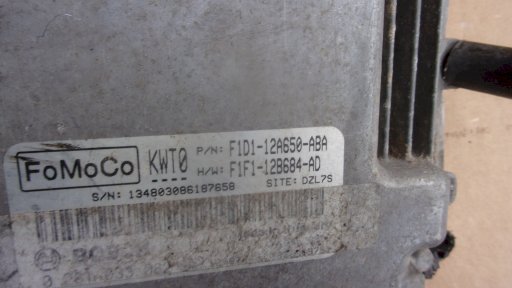 FoMoCo KWT0 P/N: F1D1-12A650-ABA
H/W: F1F1-12B684-AD
S/N: 134803086187658 SITE: DZL7S